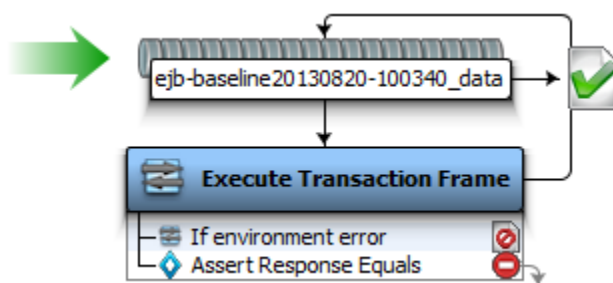 ejb-baseline20130820-100340_data
Execute Transaction Frame
If environment error
Assert Response Equals